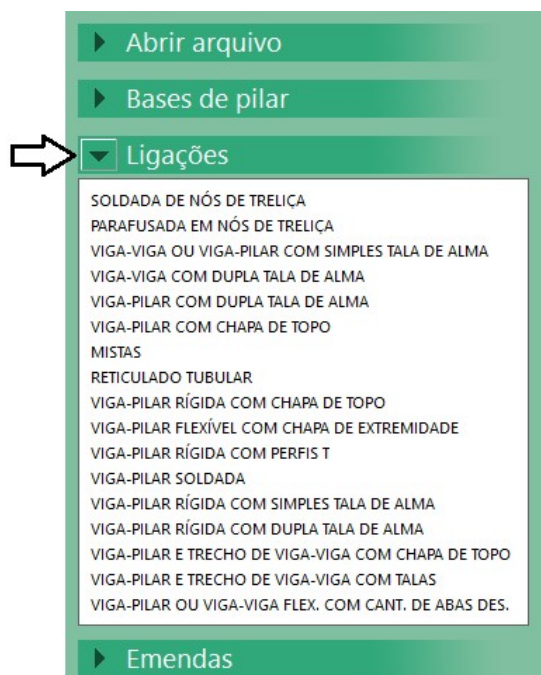 Abrir arquivo
Bases de pilar
Ligações
SOLDADA DE NÓS DE TRELIÇA
PARAFUSADA EM NÓS DE TRELIÇA
VIGA-VIGA OU VIGA-PILAR COM SIMPLES TALA DE ALMA
VIGA-VIGA COM DUPLA TALA DE ALMA
VIGA-PILAR COM DUPLA TALA DE ALMA
VIGA-PILAR COM CHAPA DE TOPO
MISTAS
RETICULADO TUBULAR
VIGA-PILAR RÍGIDA COM CHAPA DE TOPO
VIGA-PILAR FLEXÍVEL COM CHAPA DE EXTREMIDADE
VIGA-PILAR RÍGIDA COM PERFIS T
VIGA-PILAR SOLDADA
VIGA-PILAR RÍGIDA COM SIMPLES TALA DE ALMA
VIGA-PILAR RÍGIDA COM DUPLA TALA DE ALMA
VIGA-PILAR E TRECHO DE VIGA-VIGA COM CHAPA DE TOPO
VIGA-PILAR E TRECHO DE VIGA-VIGA COM TALAS
VIGA-PILAR OU VIGA-VIGA FLEX. COM CANT. DE ABAS DES.
Emendas